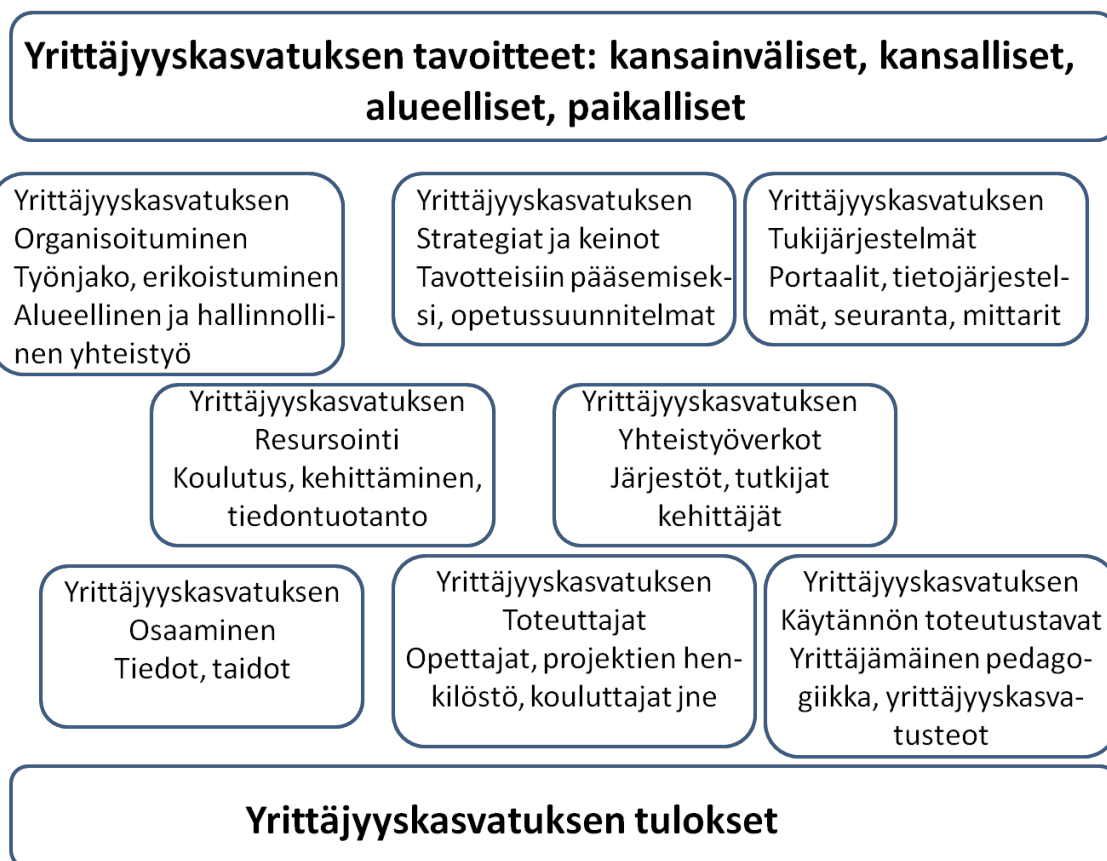 Yrittäjyyskasvatuksen tavoitteet: kansainväliset, kansalliset,
alueelliset, paikalliset
Yrittäjyyskasvatuksen
Organisoituminen
Työnjako, erikoistuminen
Alueellinen ja hallinnolli-
nen yhteistyö
Yrittäjyyskasvatuksen
Strategiat ja keinot
Tavotteisiin pääsemisek-
si, opetussuunnitelmat
Yrittäjyyskasvatuksen
Tukijärjestelmät
Portaalit, tietojärjestel-
mät, seuranta, mittarit
Yrittäjyyskasvatuksen
Resursointi
Koulutus, kehittäminen,
tiedontuotanto
Yrittäjyyskasvatuksen
Yhteistyöverkot
Järjestöt, tutkijat
kehittäjät
Yrittäjyyskasvatuksen
Osaaminen
Tiedot, taidot
Yrittäjyyskasvatuksen
Toteuttajat
Opettajat, projektien hen-
kilöstö, kouluttajat jne
Yrittäjyyskasvatuksen
Käytännön toteutustavat
Yrittäjämäinen pedago-
giikka, yrittäjyyskasva-
tusteot
Yrittäjyyskasvatuksen tulokset